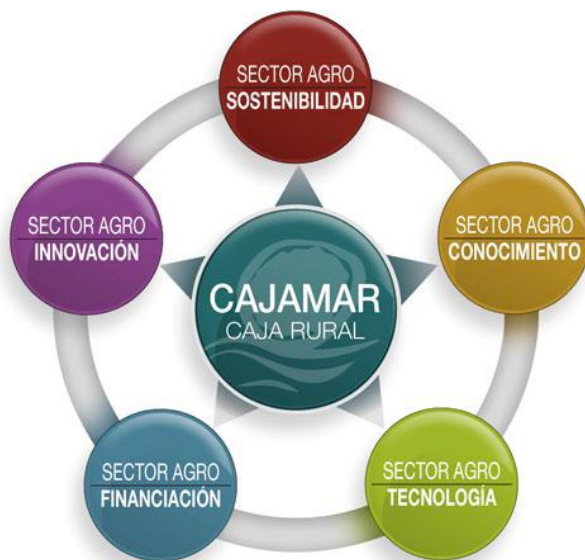 SECTOR AGRO
SOSTENIBILIDAD
SECTOR AGRO
INNOVACIÓN
SECTOR AGRO
CONOCIMIENTO
CAJAMAR
CAJA RURAL
SECTOR AGRO
FINANCIACIÓN
SECTOR AGRO
TECNOLOGÍA